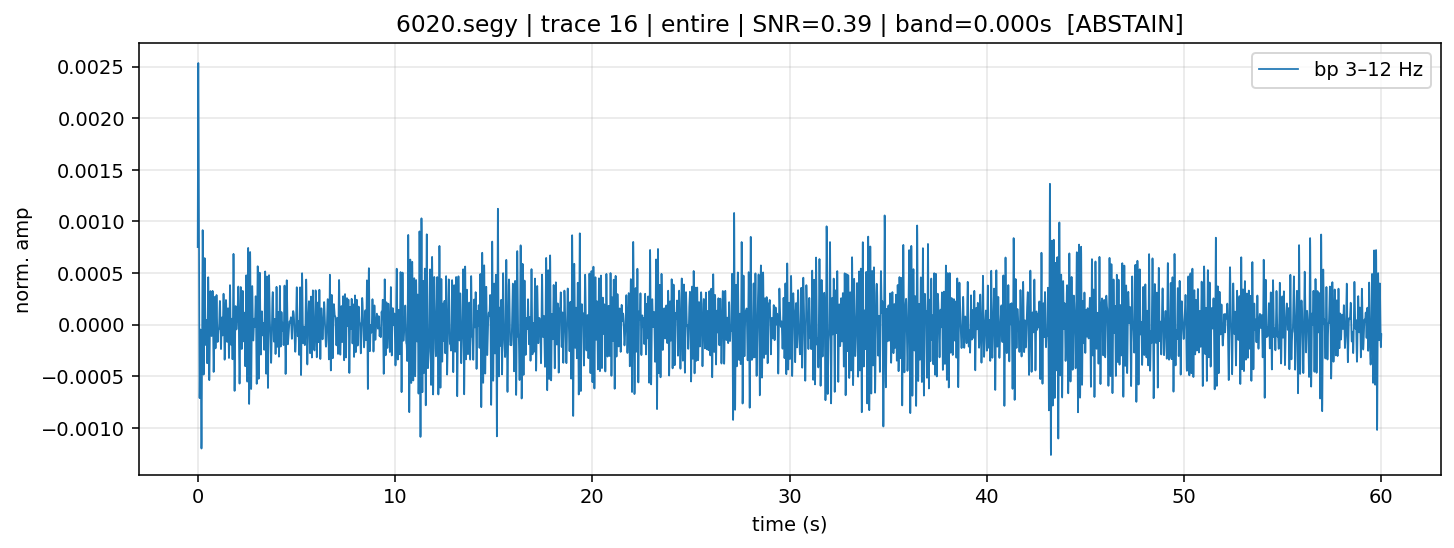 6020.segy | trace 16 | entire | SNR=0.39 | band=0.000s  [ABSTAIN]
bp 3–12 Hz
norm. amp
0.0025
0.0020
0.0015
0.0010
0.0005
0.0000
−0.0005
−0.0010
0 10 20 30 40 50 60
time (s)